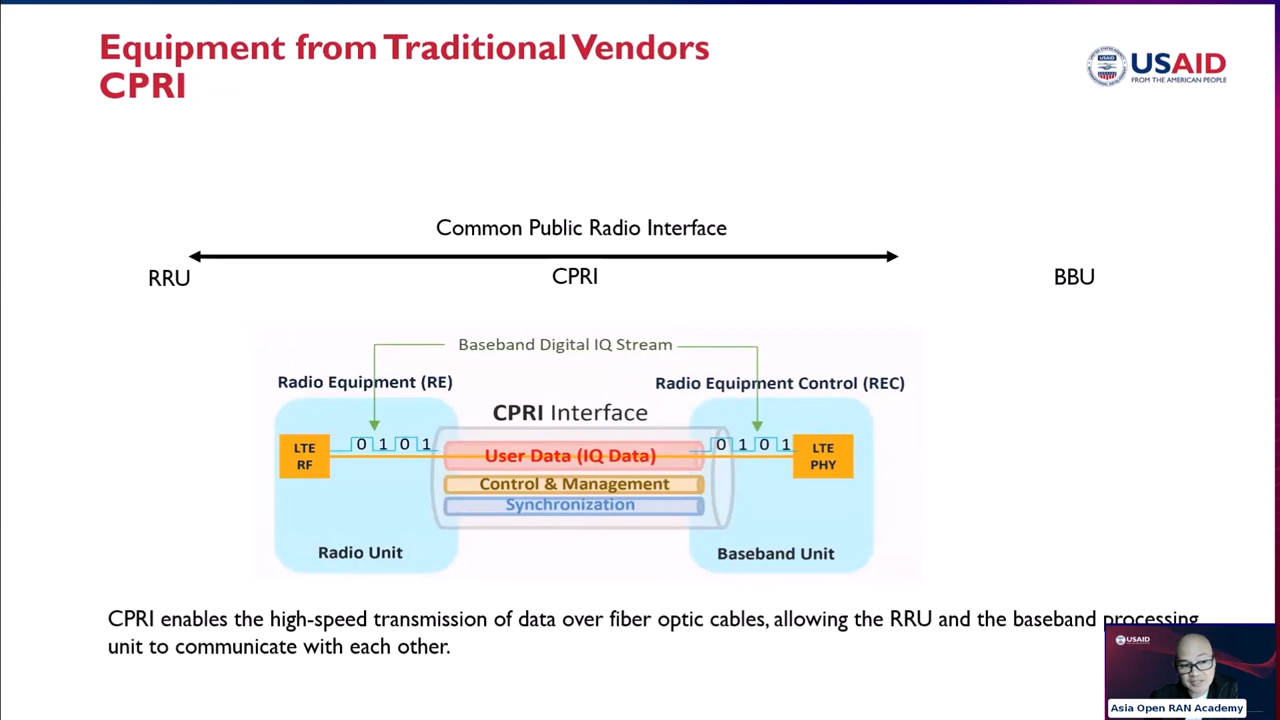 Equipment from Traditional Vendors
CPRI
USAID
FROM THE AMERICAN PEOPLE
Common Public Radio Interface
RRU
CPRI
BBU
Baseband Digital IQ Stream
Radio Equipment (RE)
Radio Equipment Control (REC)
CPRI Interface
LTE
RF
0 1 0 1
User Data (IQ Data)
Control & Management
Synchronization
0 1 0 1
LTE
PHY
Radio Unit
Baseband Unit
CPRI enables the high-speed transmission of data over fiber optic cables, allowing the RRU and the baseband processing
unit to communicate with each other.
USAID
Asia Open RAN Academy